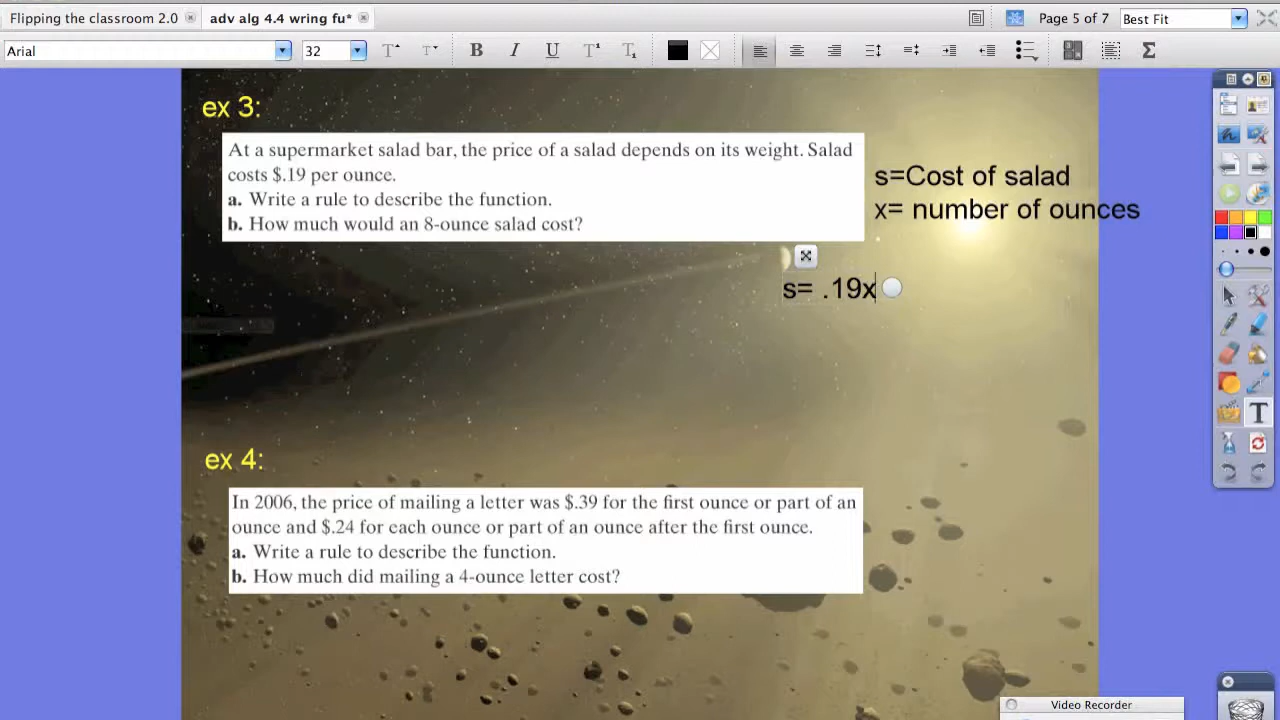 Flipping the classroom 2.0
adv alg 4.4 wring fu*
Page 5 of 7
Best Fit
Arial
32
B I U T¹ T₁ Σ
ex 3:
At a supermarket salad bar, the price of a salad depends on its weight. Salad
costs $.19 per ounce.
a. Write a rule to describe the function.
b. How much would an 8-ounce salad cost?
s=Cost of salad
x= number of ounces
s= .19x
ex 4:
In 2006, the price of mailing a letter was $.39 for the first ounce or part of an
ounce and $.24 for each ounce or part of an ounce after the first ounce.
a. Write a rule to describe the function.
b. How much did mailing a 4-ounce letter cost?
Video Recorder